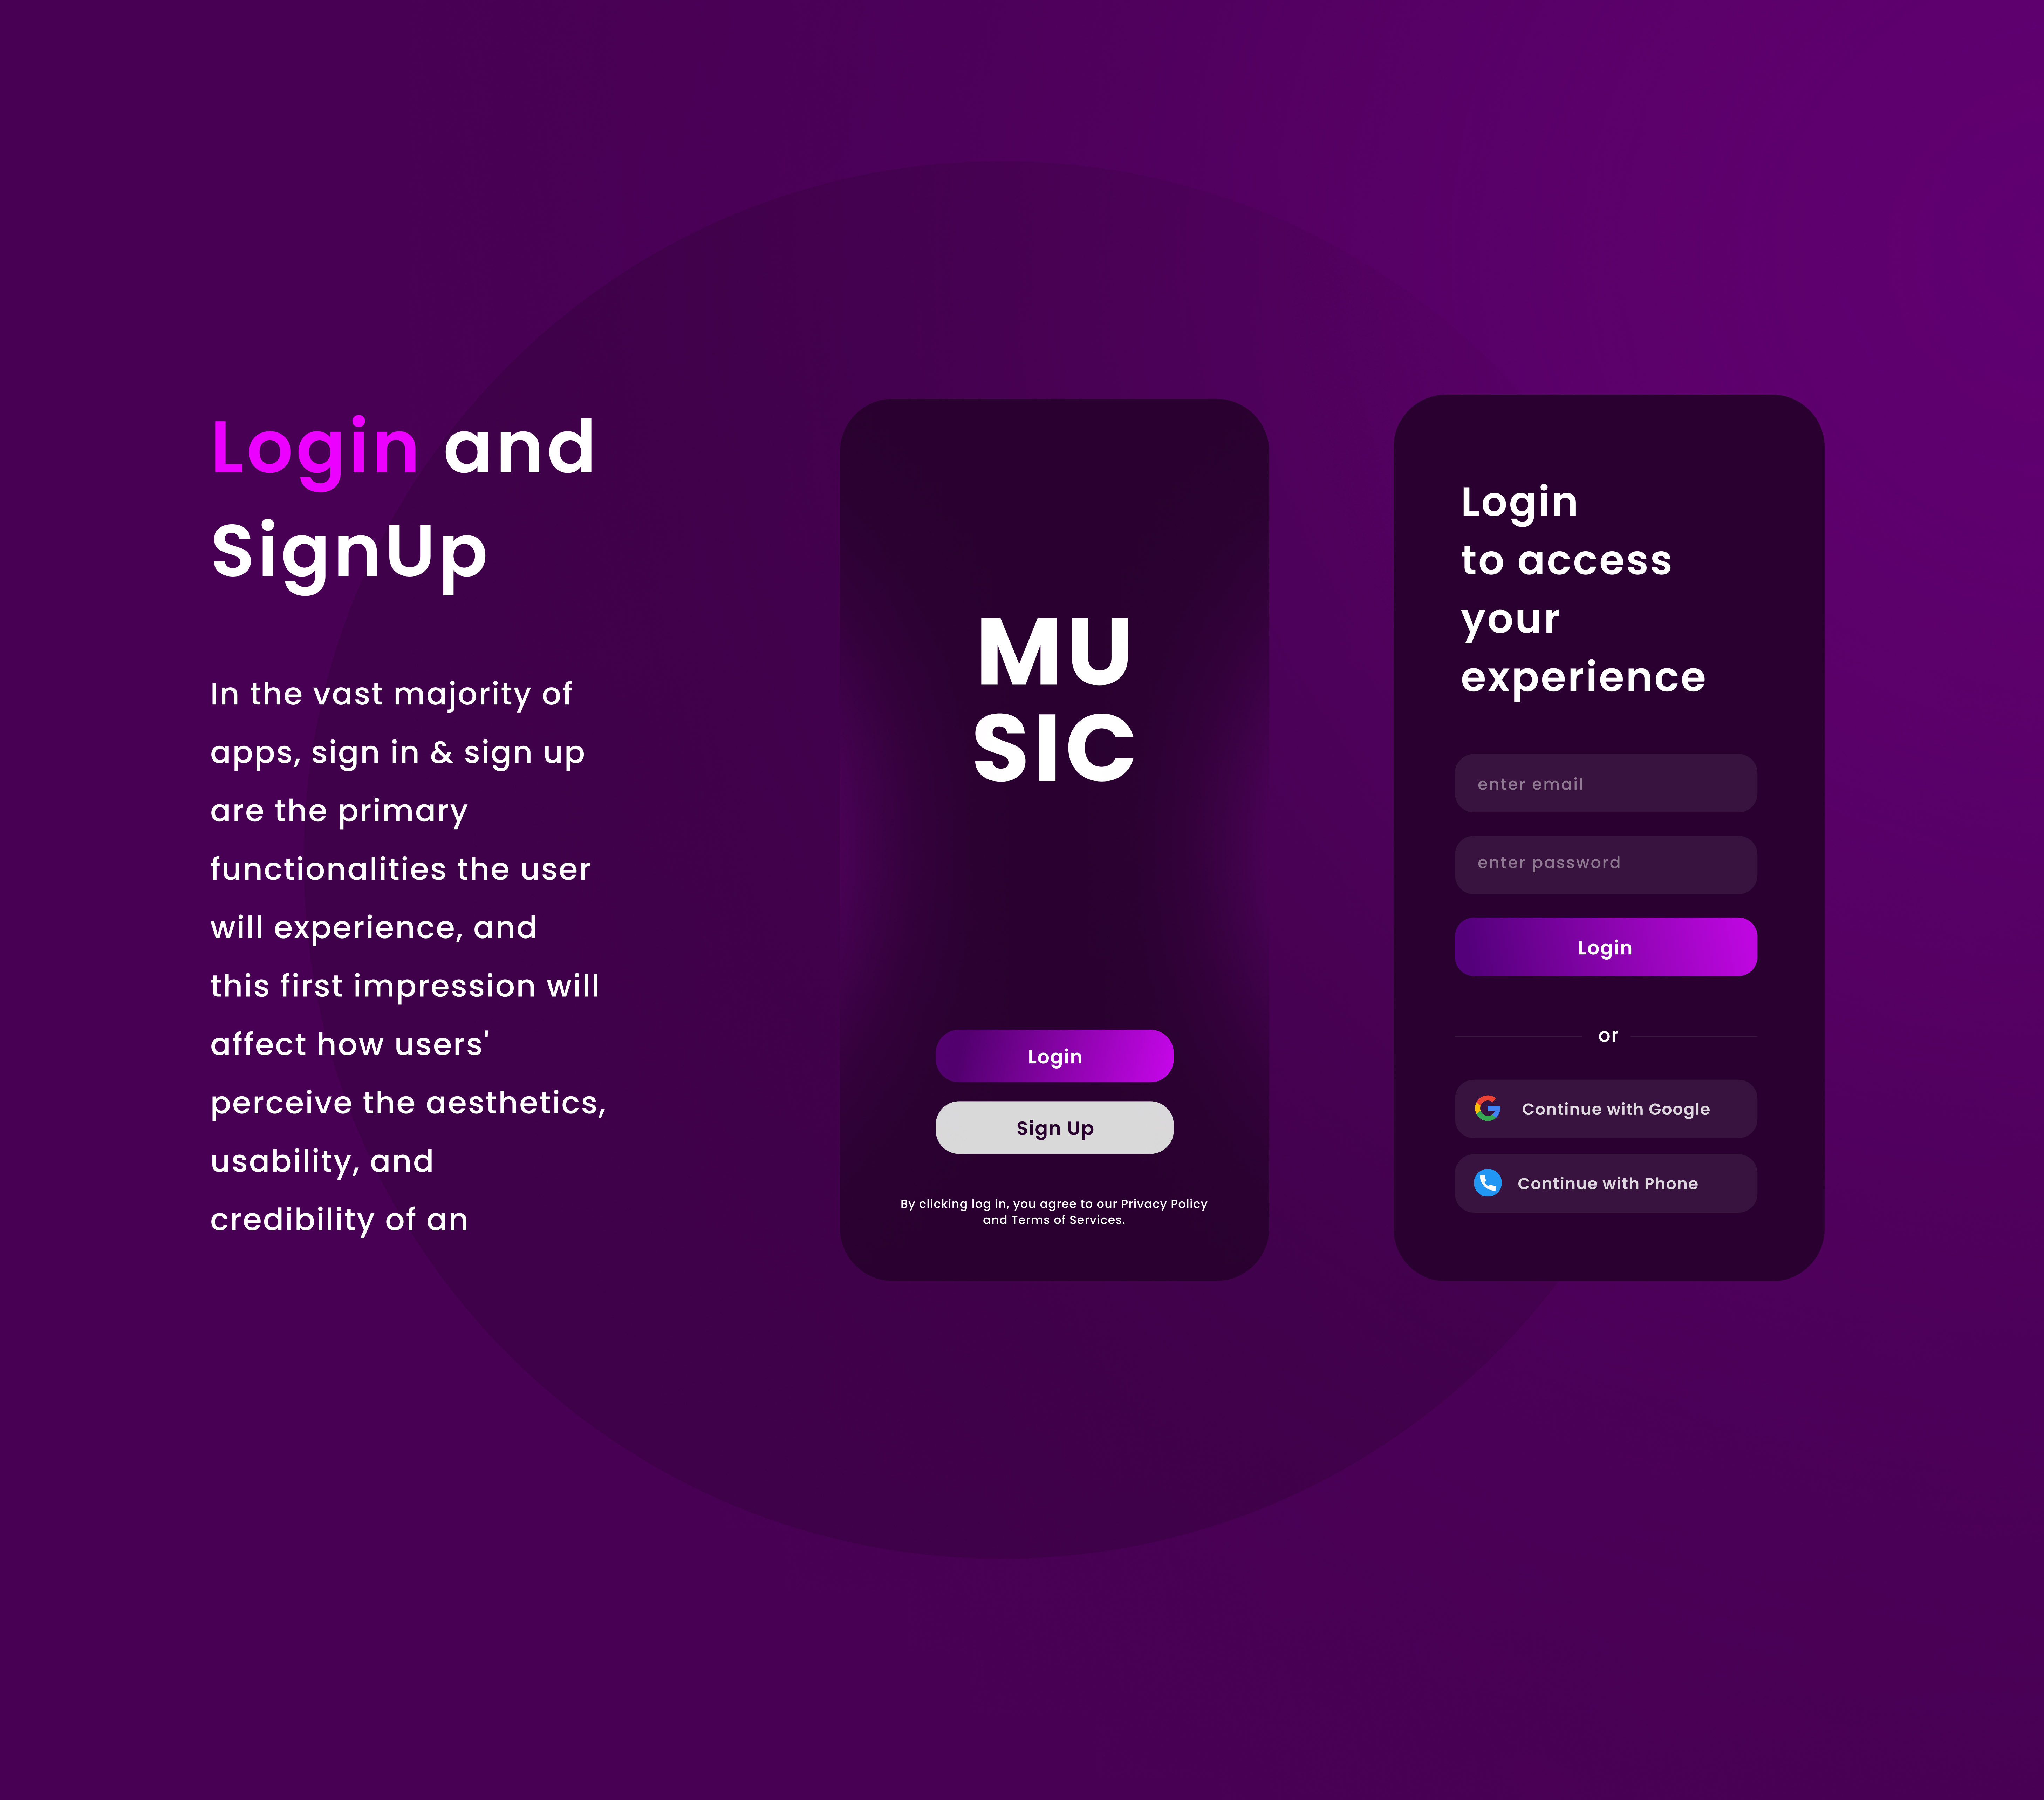 Login and
SignUp
In the vast majority of
apps, sign in & sign up
are the primary
functionalities the user
will experience, and
this first impression will
affect how users'
perceive the aesthetics,
usability, and
credibility of an
MU
SIC
Login
Sign Up
By clicking log in, you agree to our Privacy Policy
and Terms of Services.
Login
to access
your
experience
enter email
enter password
Login
or
Continue with Google
Continue with Phone